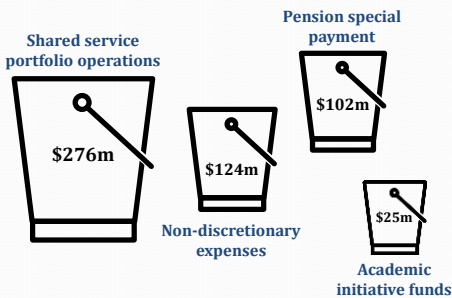 Shared service
portfolio operations
$276m
$124m
Non-discretionary
expenses
Pension special
payment
$102m
$25m
Academic
initiative funds